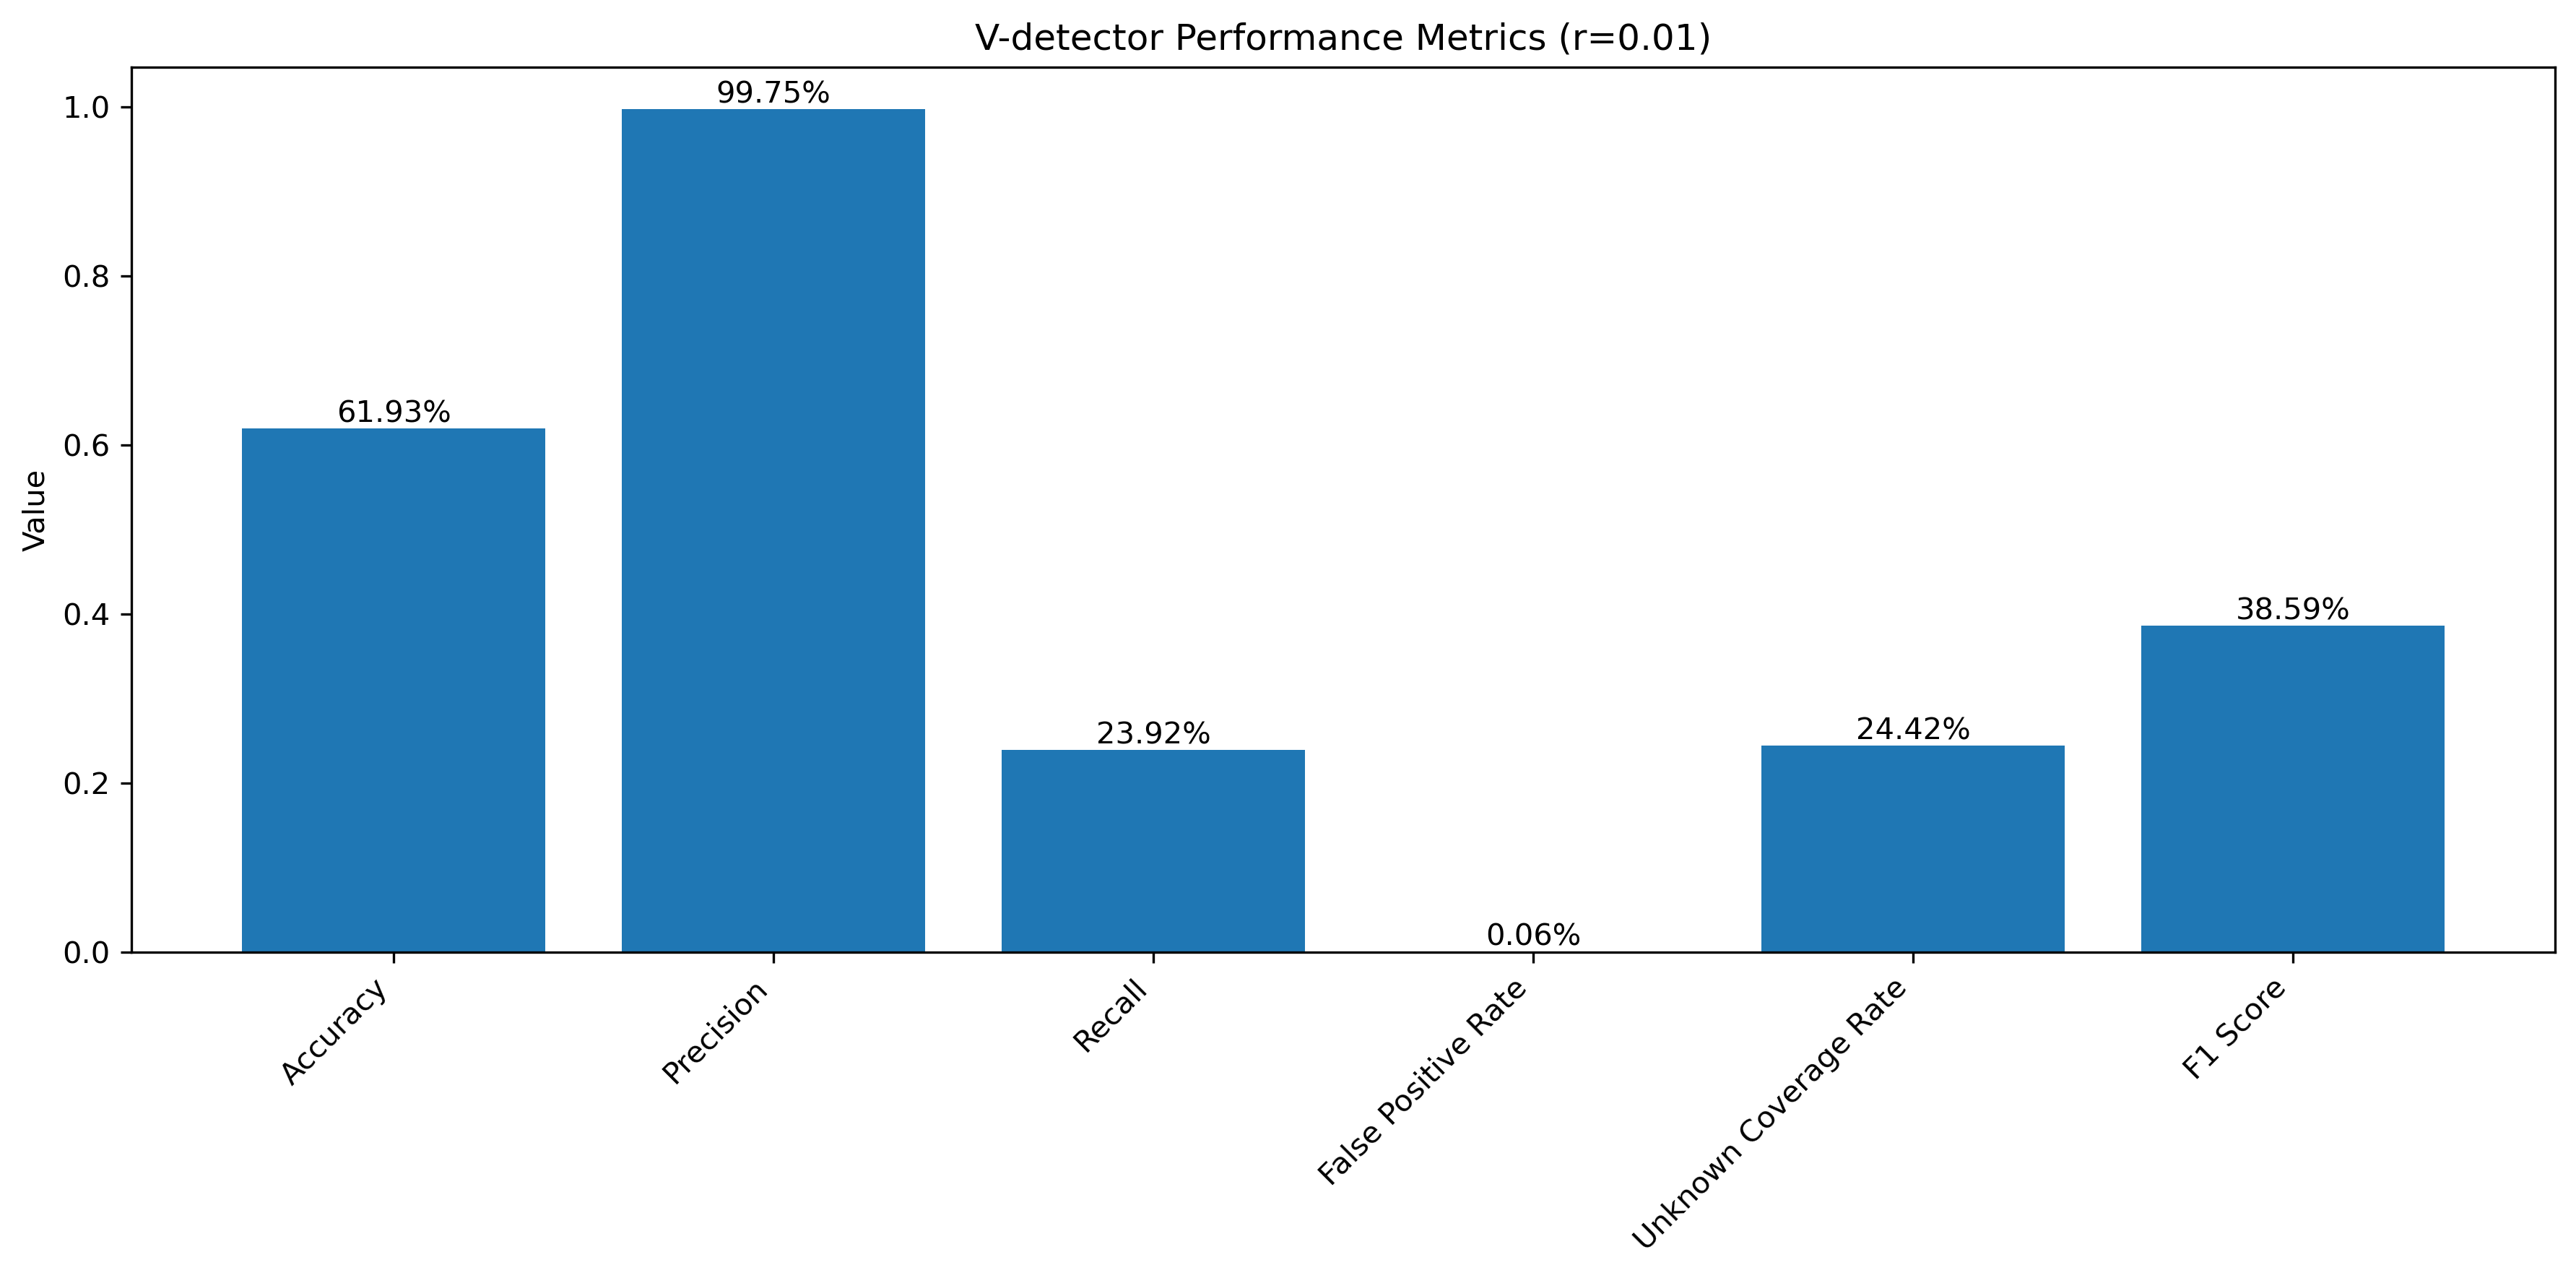 V-detector Performance Metrics (r=0.01)
Value
1.0
0.8
0.6
0.4
0.2
0.0
61.93%
99.75%
23.92%
0.06%
24.42%
38.59%
Accuracy
Precision
Recall
False Positive Rate
Unknown Coverage Rate
F1 Score